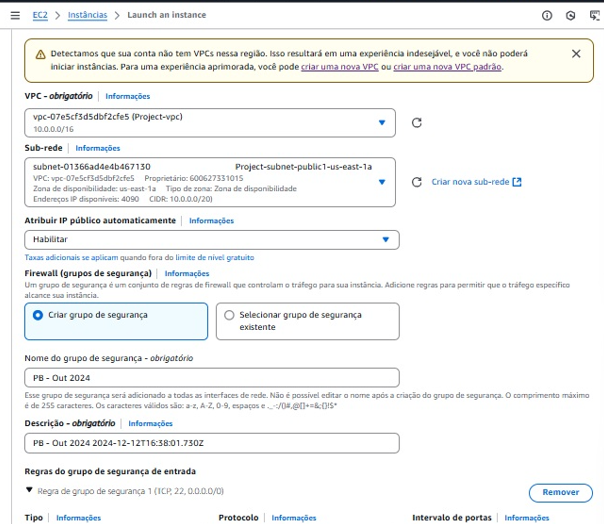 EC2 > Instâncias > Launch an instance
Detectamos que sua conta não tem VPCs nessa região. Isso resultará em uma experiência indesejável, e você não poderá
iniciar instâncias. Para uma experiência aprimorada, você pode criar uma nova VPC ou criar uma nova VPC padrão.
VPC - obrigatório | Informações
vpc-07e5cf3d5dbf2cfe5 (Project-vpc)
10.0.0.0/16
Sub-rede | Informações
subnet-01366ad4e4b467130 Project-subnet-public1-us-east-1a
VPC: vpc-07e5cf3d5dbf2cfe5 Proprietário: 600627331015
Zona de disponibilidade: us-east-1a Tipo de zona: Zona de disponibilidade
Endereços IP disponíveis: 4090 CIDR: 10.0.0.0/20)
Criar nova sub-rede
Atribuir IP público automaticamente | Informações
Habilitar
Taxas adicionais se aplicam quando fora do limite de nível gratuito
Firewall (grupos de segurança) | Informações
Um grupo de segurança é um conjunto de regras de firewall que controlam o tráfego para sua instância. Adicione regras para permitir que o tráfego específico
alcance sua instância.
Criar grupo de segurança
Selecionar grupo de segurança
existente
Nome do grupo de segurança - obrigatório
PB - Out 2024
Esse grupo de segurança será adicionado a todas as interfaces de rede. Não é possível editar o nome após a criação do grupo de segurança. O comprimento máximo
é de 255 caracteres. Os caracteres válidos são: a-z, A-Z, 0-9, espaços e ._-:/()#,@[]+=&;{}!$*
Descrição - obrigatório | Informações
PB - Out 2024 2024-12-12T16:38:01.730Z
Regras do grupo de segurança de entrada
Regra de grupo de segurança 1 (TCP, 22, 0.0.0.0/0)
Remover
Tipo | Informações Protocolo | Informações Intervalo de portas | Informações